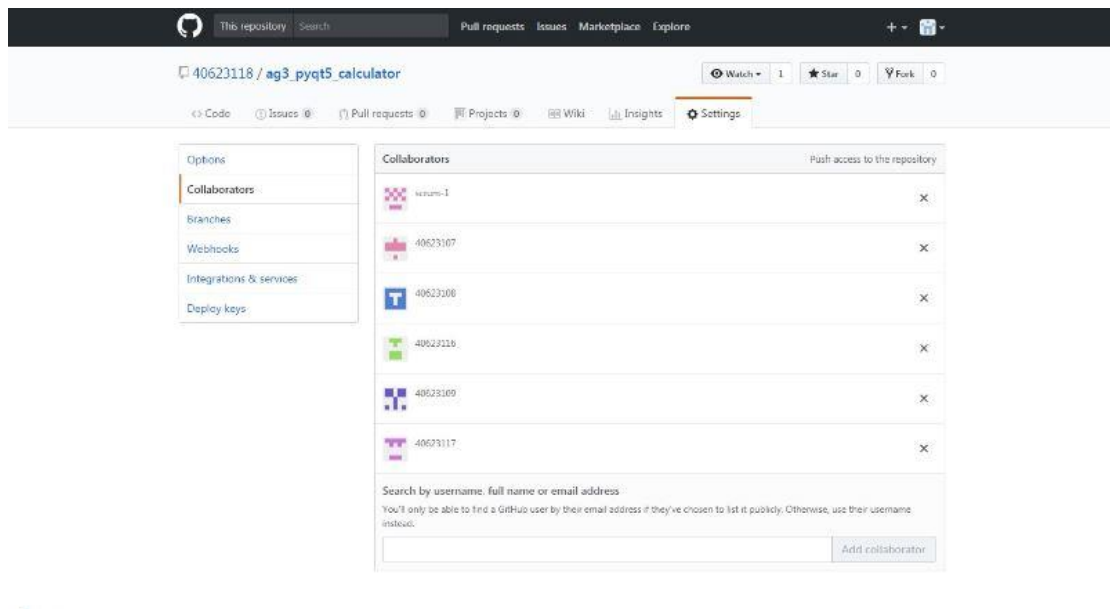 This repository Search Pull requests Issues Marketplace Explore
40623118 / ag3_pyqt5_calculator Watch 1 Star 0 Fork 0
Code Issues 0 Pull requests 0 Projects 0 Wiki Insights Settings
Options
Collaborators
Branches
Webhooks
Integrations & services
Deploy keys
Collaborators Push access to the repository
scrum-1
40623107
40623108
40623116
40623109
40623117
Search by username, full name or email address
You'll only be able to find a GitHub user by their email address if they've chosen to list it publicly. Otherwise, use their username
instead.
Add collaborator